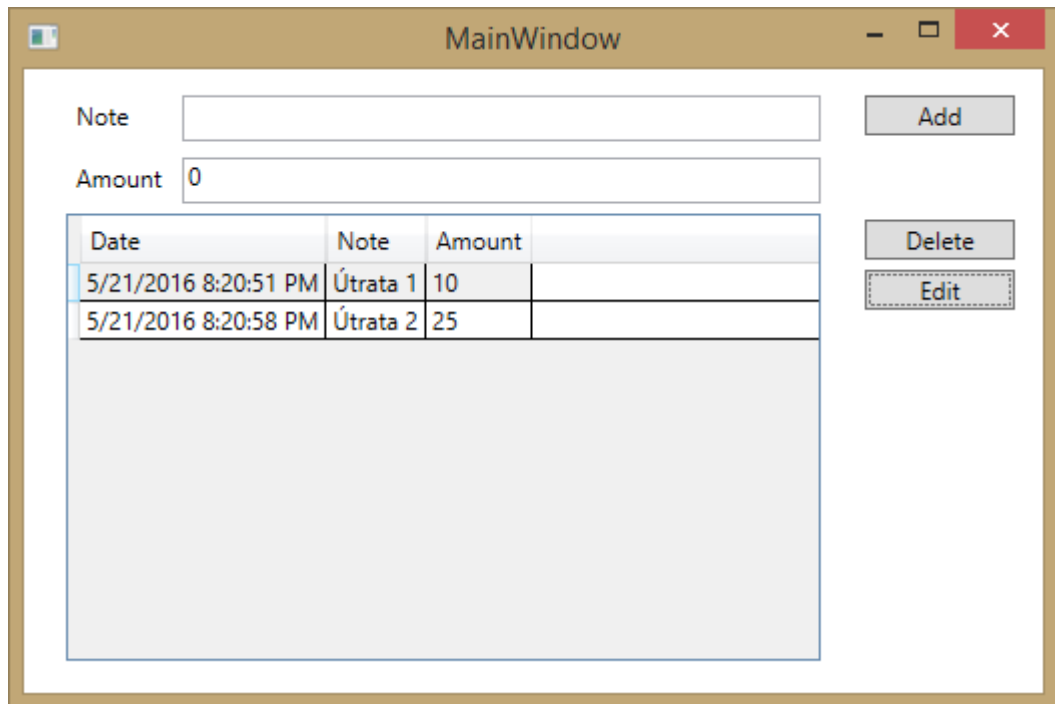 MainWindow
Note Add
Amount 0
Date Note Amount Delete
5/21/2016 8:20:51 PM Útrata 1 10 Edit
5/21/2016 8:20:58 PM Útrata 2 25